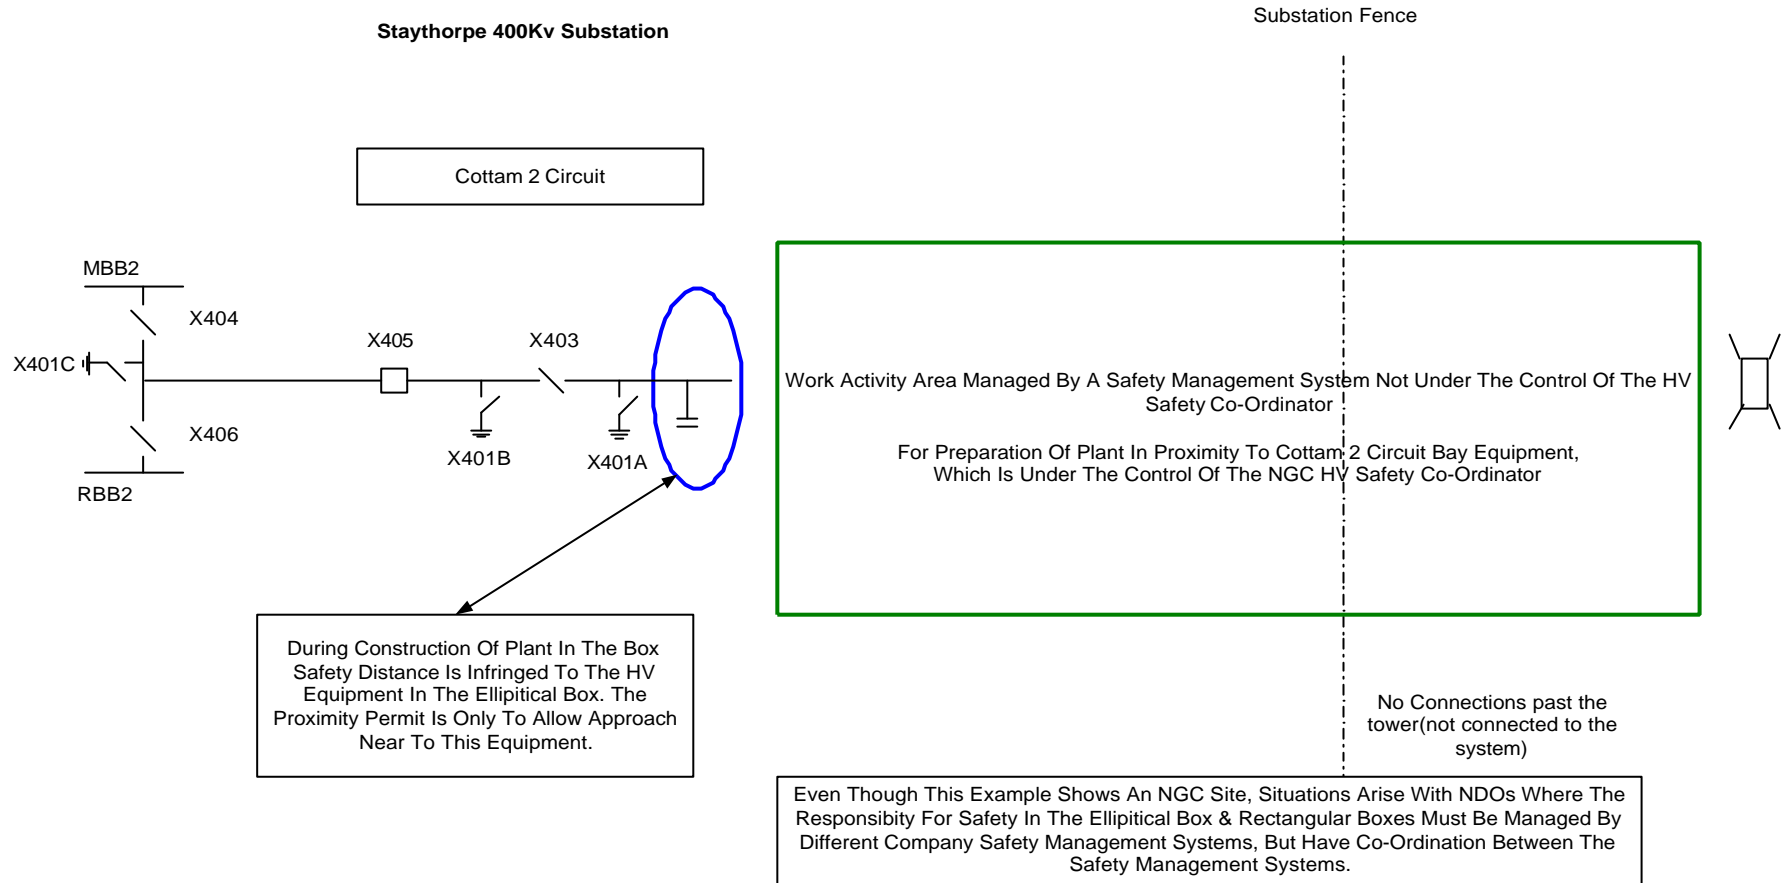 Substation Fence
Staythorpe 400Kv Substation
Cottam 2 Circuit
MBB2
X404
X401C
X405
X403
X406
X401B
X401A
RBB2
Work Activity Area Managed By A Safety Management System Not Under The Control Of The HV
Safety Co-Ordinator
For Preparation Of Plant In Proximity To Cottam 2 Circuit Bay Equipment,
Which Is Under The Control Of The NGC HV Safety Co-Ordinator
During Construction Of Plant In The Box
Safety Distance Is Infringed To The HV
Equipment In The Ellipitical Box. The
Proximity Permit Is Only To Allow Approach
Near To This Equipment.
No Connections past the
tower(not connected to the
system)
Even Though This Example Shows An NGC Site, Situations Arise With NDOs Where The
Responsibity For Safety In The Ellipitical Box & Rectangular Boxes Must Be Managed By
Different Company Safety Management Systems, But Have Co-Ordination Between The
Safety Management Systems.